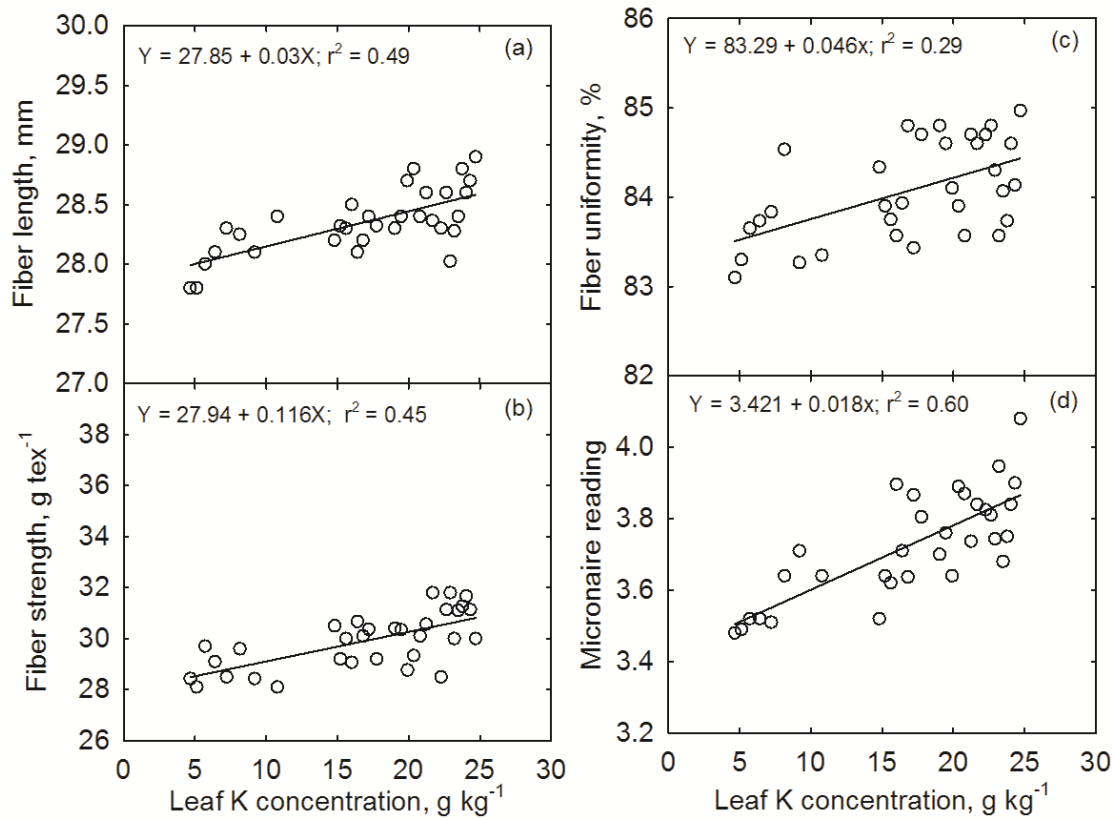 Y = 27.85 + 0.03X; r² = 0.49
(a)
Fiber length, mm
30.0
29.5
29.0
28.5
28.0
27.5
27.0
Y = 27.94 + 0.116X; r² = 0.45
(b)
Fiber strength, g tex⁻¹
38
36
34
32
30
28
26
0 5 10 15 20 25 30
Leaf K concentration, g kg⁻¹
Y = 83.29 + 0.046x; r² = 0.29
(c)
Fiber uniformity, %
86
85
84
83
82
Y = 3.421 + 0.018x; r² = 0.60
(d)
Micronaire reading
4.0
3.8
3.6
3.4
3.2
0 5 10 15 20 25 30
Leaf K concentration, g kg⁻¹